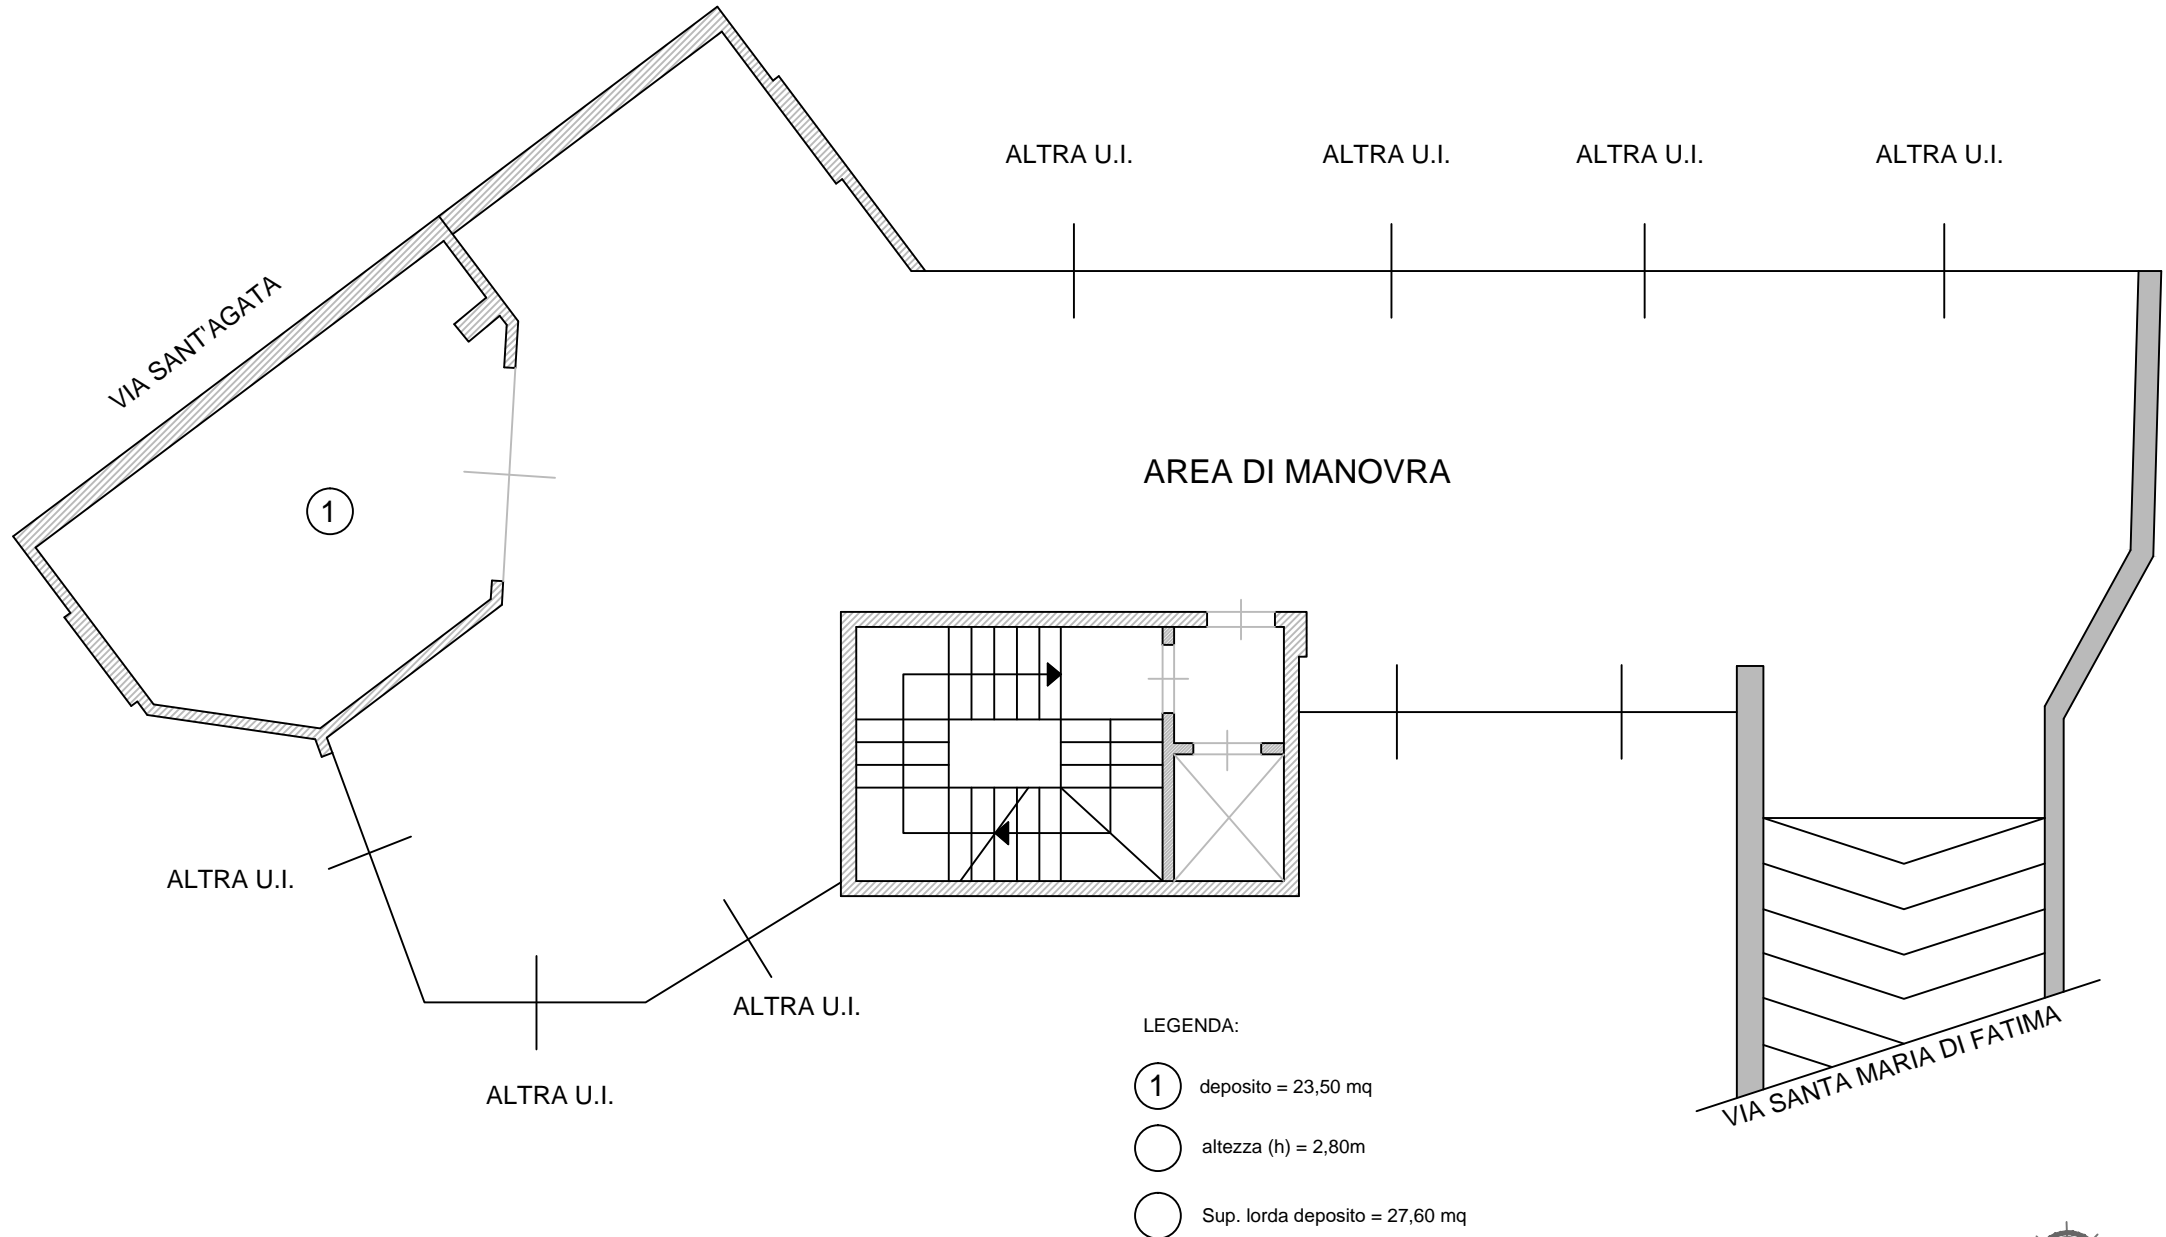 ALTRA U.I.
ALTRA U.I.
ALTRA U.I.
ALTRA U.I.
VIA SANT'AGATA
AREA DI MANOVRA
1
ALTRA U.I.
ALTRA U.I.
ALTRA U.I.
VIA SANTA MARIA DI FATIMA
LEGENDA:
1 deposito = 23,50 mq
altezza (h) = 2,80m
Sup. lorda deposito = 27,60 mq